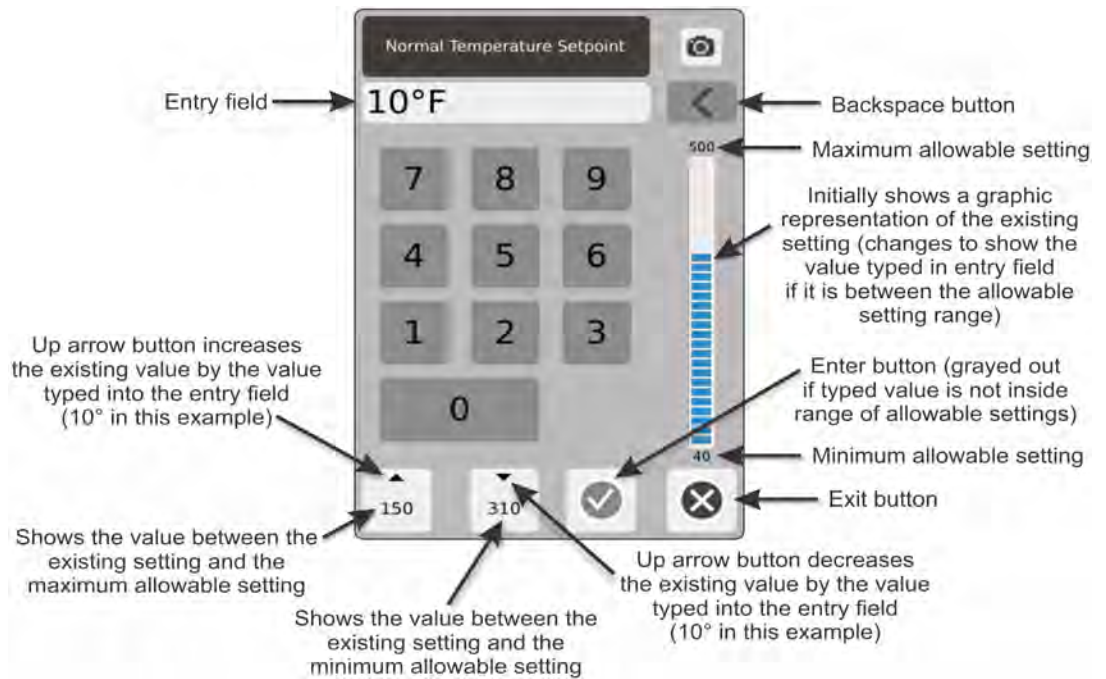 Normal Temperature Setpoint
Entry field
10°F
Backspace button
500
Maximum allowable setting
7
8
9
Initially shows a graphic
representation of the existing
setting (changes to show the
value typed in entry field
if it is between the allowable
setting range)
4
5
6
1
2
3
Up arrow button increases
the existing value by the value
typed into the entry field
(10° in this example)
Enter button (grayed out
if typed value is not inside
range of allowable settings)
0
40
Minimum allowable setting
150
310
Exit button
Shows the value between the
existing setting and the
maximum allowable setting
Up arrow button decreases
the existing value by the value
typed into the entry field
(10° in this example)
Shows the value between the
existing setting and the
minimum allowable setting